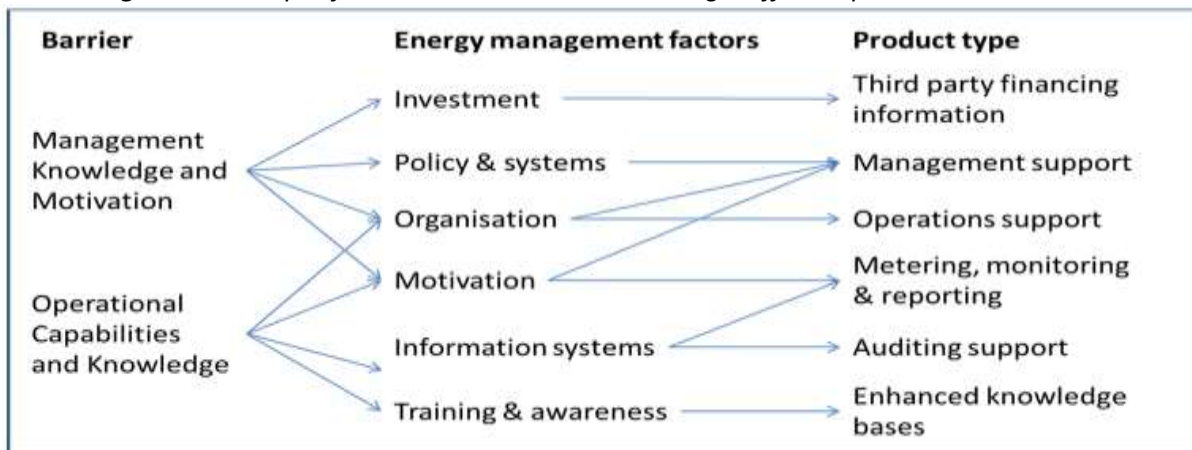 Barrier
Energy management factors
Product type
Management
Knowledge and
Motivation
Operational
Capabilities
and Knowledge
Investment
Policy & systems
Organisation
Motivation
Information systems
Training & awareness
Third party financing
information
Management support
Operations support
Metering, monitoring
& reporting
Auditing support
Enhanced knowledge
bases